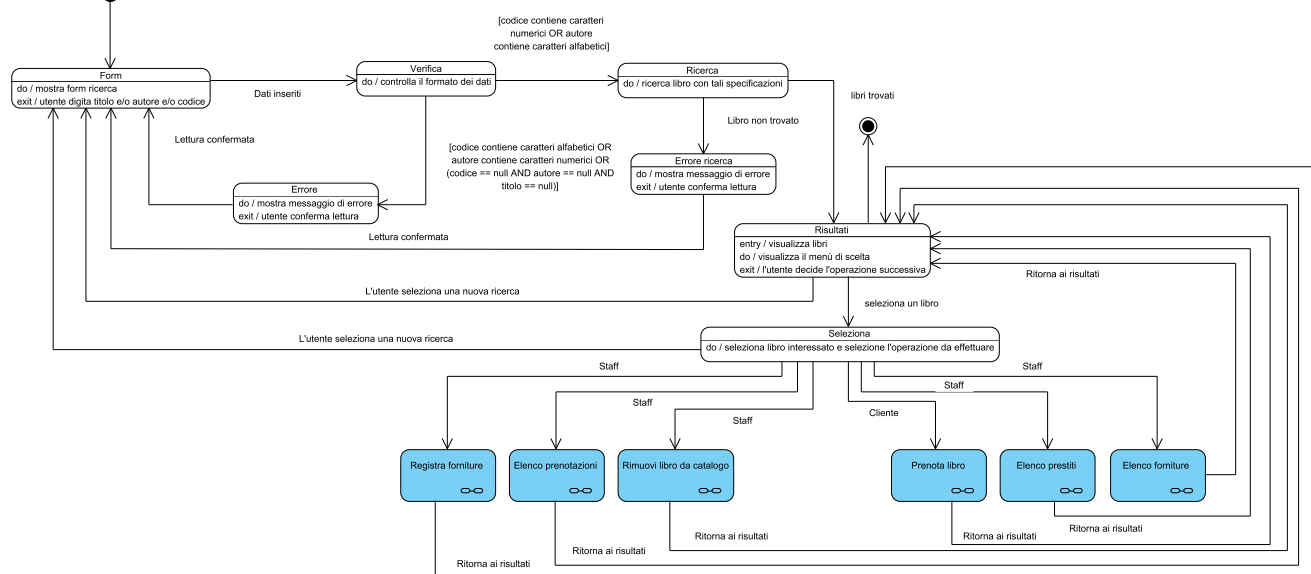 [codice contiene caratteri
numerici OR autore
contiene caratteri alfabetici]
Form
do / mostra form ricerca
exit / utente digita titolo e/o autore e/o codice
Dati inseriti
Verifica
do / controlla il formato dei dati
Ricerca
do / ricerca libro con tali specificazioni
libri trovati
Libro non trovato
Lettura confermata
[codice contiene caratteri alfabetici OR
autore contiene caratteri numerici OR
(codice == null AND autore == null AND
titolo == null)]
Errore ricerca
do / mostra messaggio di errore
exit / utente conferma lettura
Errore
do / mostra messaggio di errore
exit / utente conferma lettura
Lettura confermata
Risultati
entry / visualizza libri
do / visualizza il menù di scelta
exit / l'utente decide l'operazione successiva
Ritorna ai risultati
L'utente seleziona una nuova ricerca
seleziona un libro
L'utente seleziona una nuova ricerca
Seleziona
do / seleziona libro interessato e selezione l'operazione da effettuare
Staff
Staff
Staff
Cliente
Staff
Staff
Registra forniture
Elenco prenotazioni
Rimuovi libro da catalogo
Prenota libro
Elenco prestiti
Elenco forniture
Ritorna ai risultati
Ritorna ai risultati
Ritorna ai risultati
Ritorna ai risultati
Ritorna ai risultati